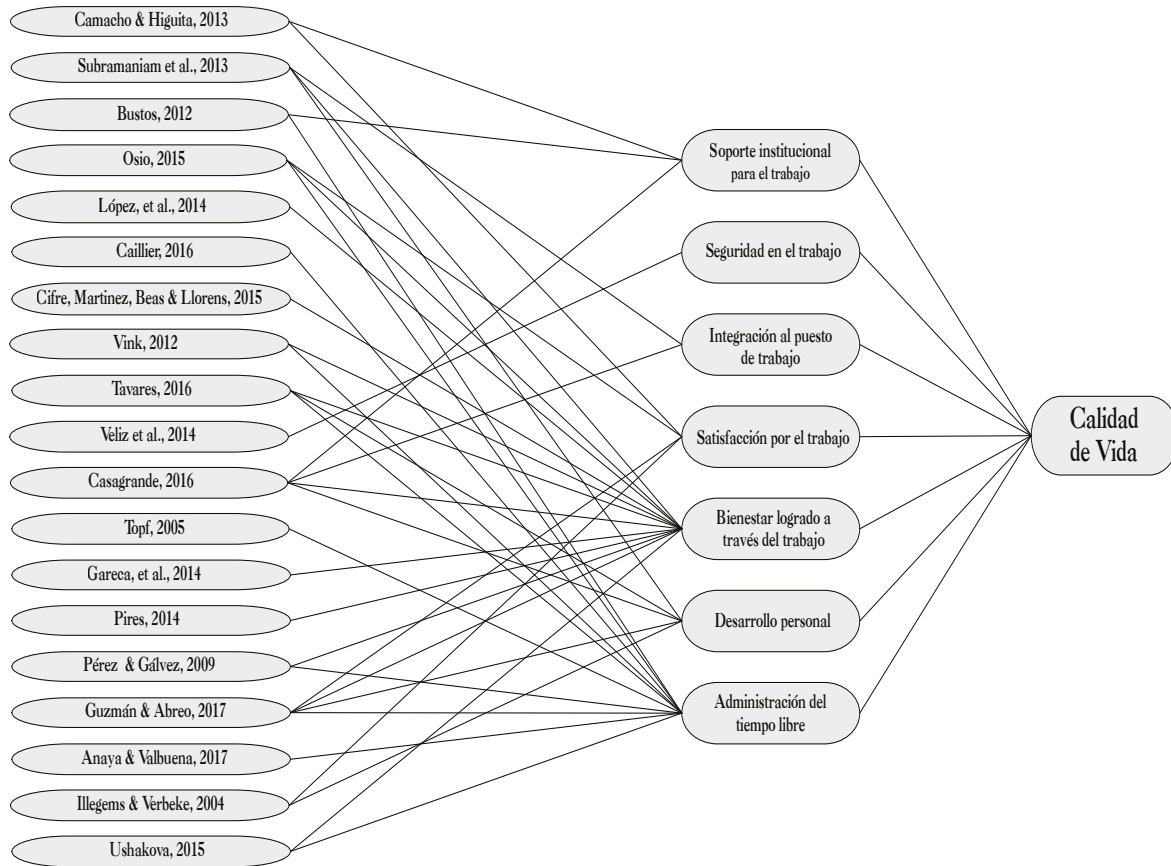 Camacho & Higuita, 2013
Subramaniam et al., 2013
Bustos, 2012
Osio, 2015
López, et al., 2014
Caillier, 2016
Cifre, Martinez, Beas & Llorens, 2015
Vink, 2012
Tavares, 2016
Veliz et al., 2014
Casagrande, 2016
Topf, 2005
Gareca, et al., 2014
Pires, 2014
Pérez & Gálvez, 2009
Guzmán & Abreo, 2017
Anaya & Valbuena, 2017
Illegems & Verbeke, 2004
Ushakova, 2015
Soporte institucional
para el trabajo
Seguridad en el trabajo
Integración al puesto
de trabajo
Satisfacción por el trabajo
Bienestar logrado a
través del trabajo
Desarrollo personal
Administración del
tiempo libre
Calidad
de Vida